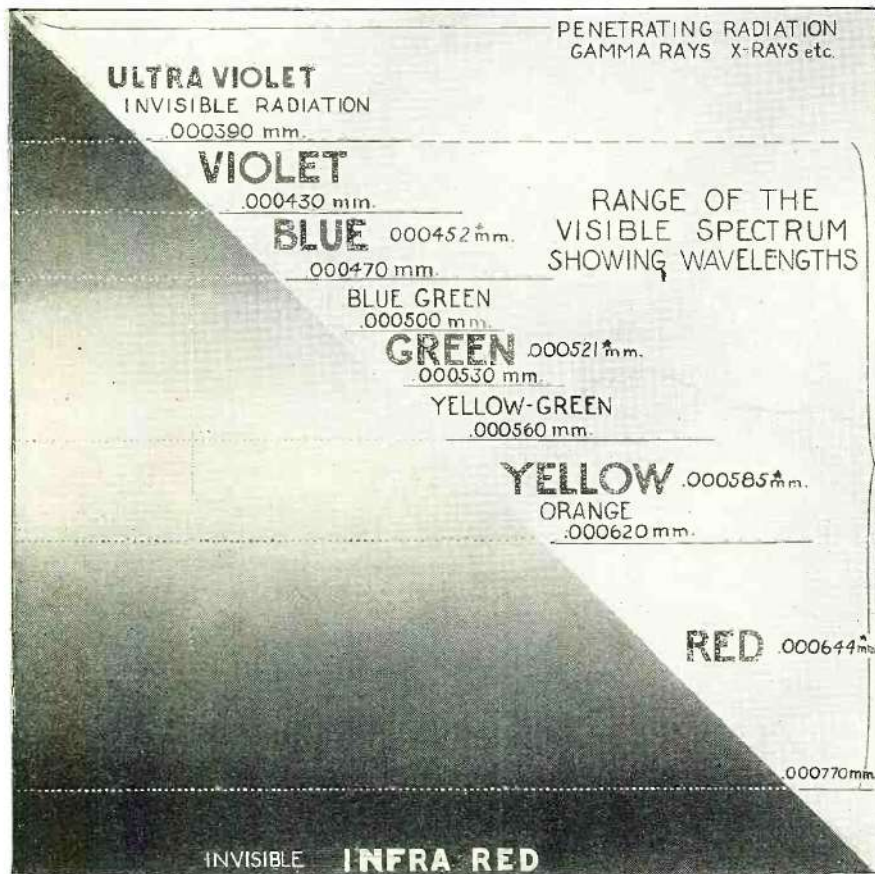 PENETRATING RADIATION
GAMMA RAYS X-RAYS etc.
ULTRA VIOLET
INVISIBLE RADIATION
.000390 mm.
VIOLET
.000430 mm.
RANGE OF THE
VISIBLE SPECTRUM
SHOWING WAVELENGTHS
BLUE .000452* mm.
.000470 mm.
BLUE GREEN
.000500 mm.
GREEN .000521* mm.
.000530 mm.
YELLOW-GREEN
.000560 mm.
YELLOW .000585* mm.
ORANGE
.000620 mm.
RED .000644* mm.
.000770 mm.
INVISIBLE INFRA RED